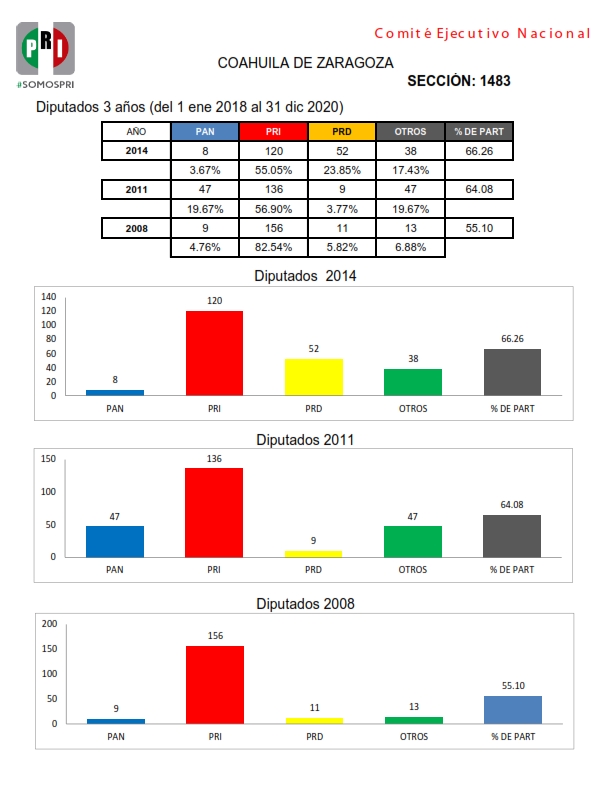 Comité Ejecutivo Nacional
PRI
#SOMOSPRI
COAHUILA DE ZARAGOZA
SECCIÓN: 1483
Diputados 3 años (del 1 ene 2018 al 31 dic 2020)
AÑO PAN PRI PRD OTROS % DE PART
2014 8 120 52 38 66.26
3.67% 55.05% 23.85% 17.43%
2011 47 136 9 47 64.08
19.67% 56.90% 3.77% 19.67%
2008 9 156 11 13 55.10
4.76% 82.54% 5.82% 6.88%
Diputados 2014
140
120
100
80
60
40
20
0
8 120 52 38 66.26
PAN PRI PRD OTROS % DE PART
Diputados 2011
150
100
50
0
47 136 9 47 64.08
PAN PRI PRD OTROS % DE PART
Diputados 2008
200
150
100
50
0
9 156 11 13 55.10
PAN PRI PRD OTROS % DE PART